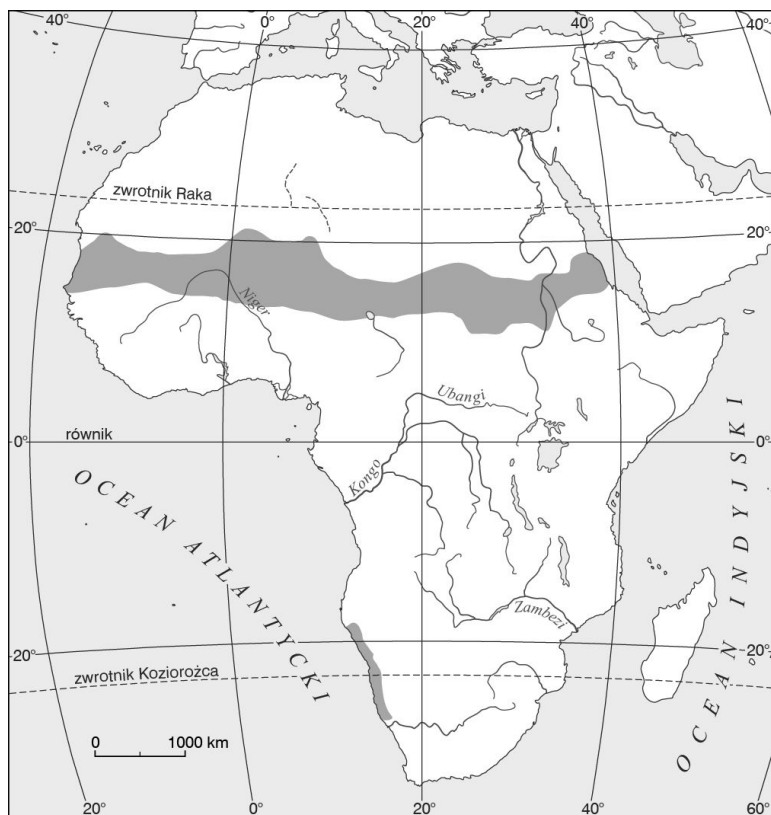 40° 0° 20° 40° 40°
zwrotnik Raka
20° 20°
Niger
Ubangi
równik
0° 0°
Kongo
OCEAN ATLANTYCKI
OCEAN INDYJSKI
Zambezi
20° 20°
zwrotnik Koziorożca
0 1000 km
20° 0° 20° 40° 60°